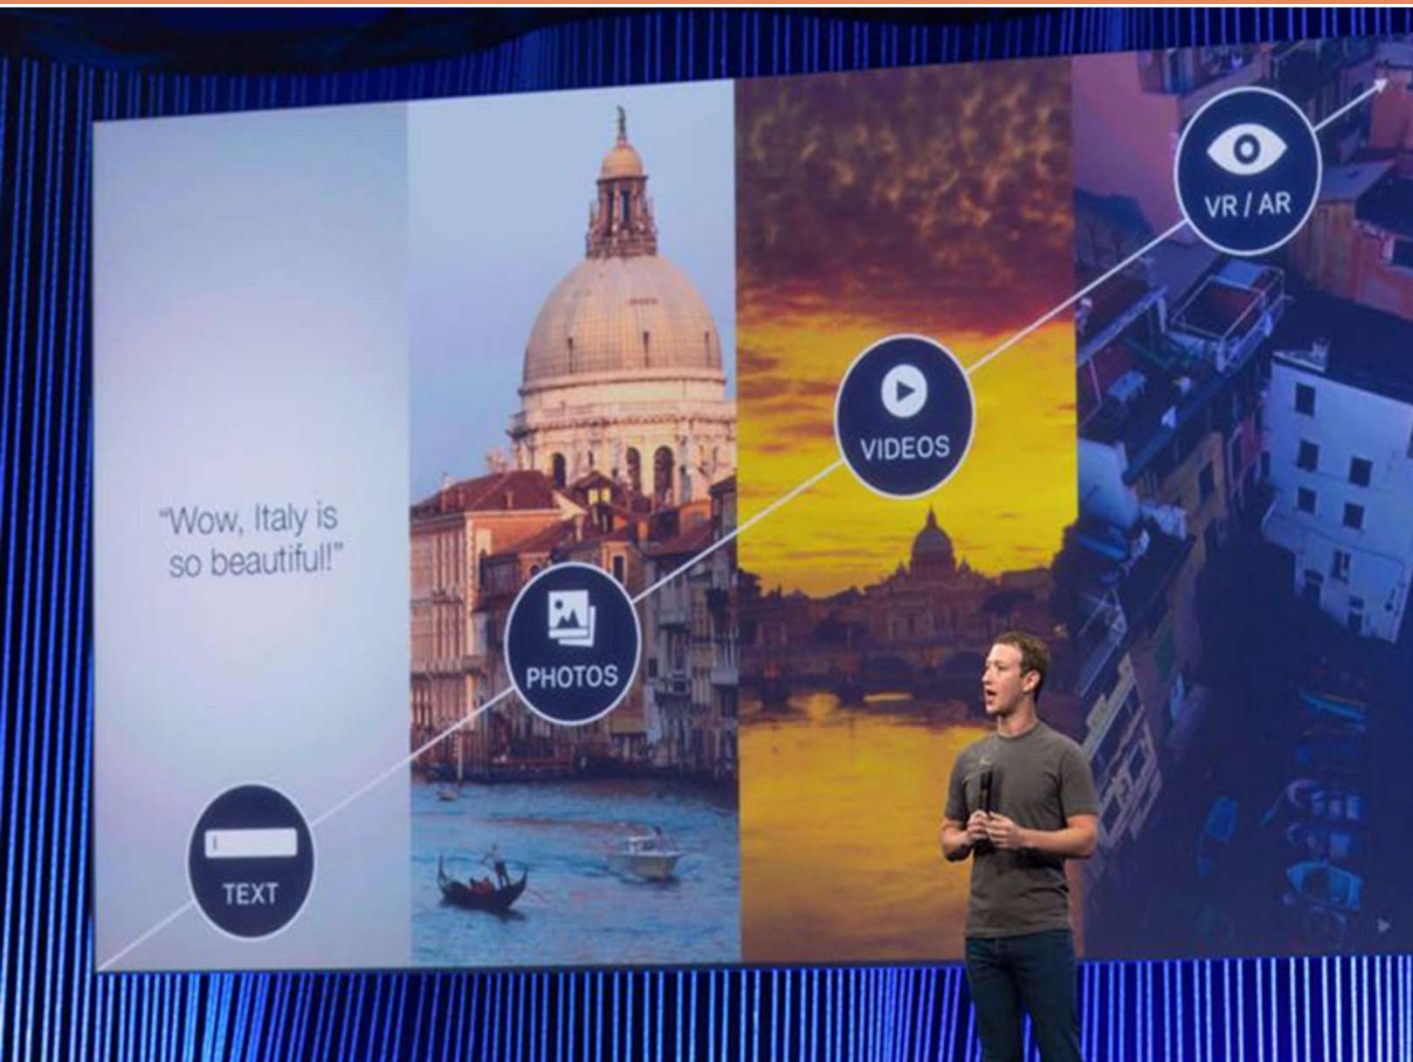 “Wow, Italy is
so beautiful!”
TEXT
PHOTOS
VIDEOS
VR / AR